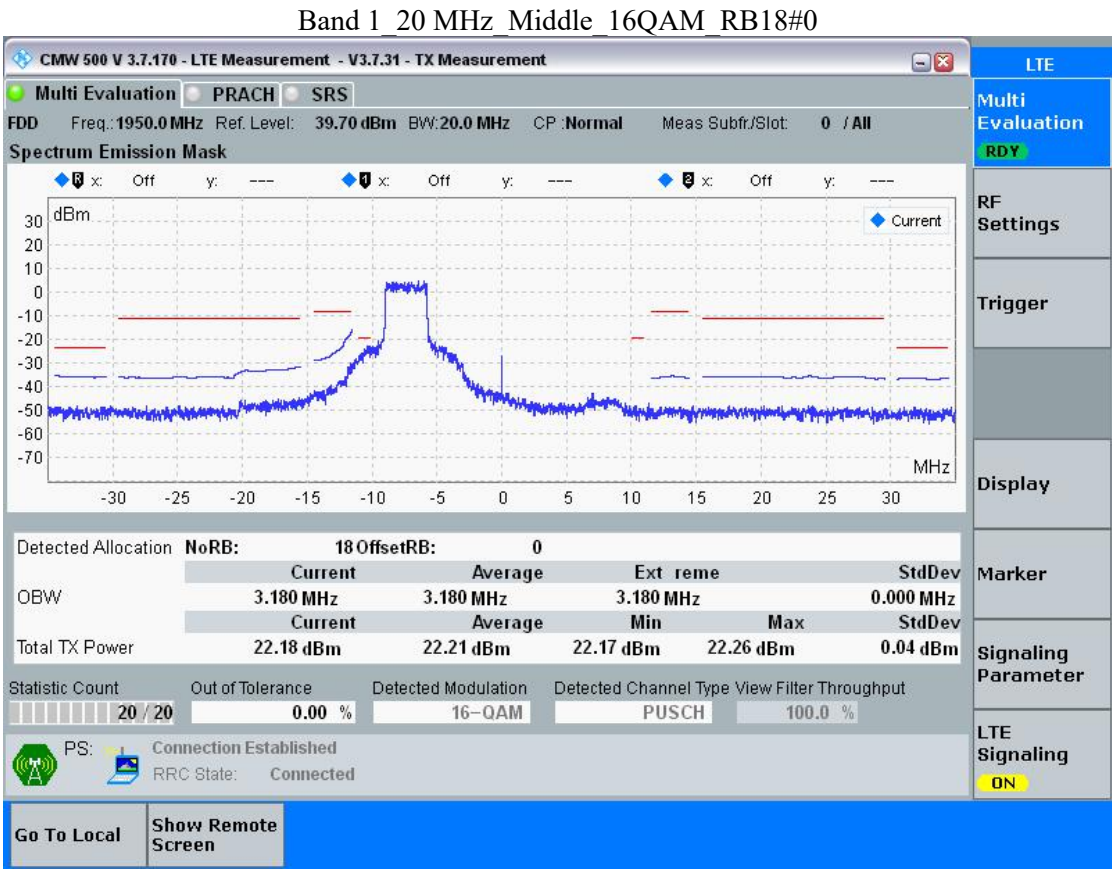 Band 1_20 MHz_Middle_16QAM_RB18#0
CMW 500 V 3.7.170 - LTE Measurement - V3.7.31 - TX Measurement
LTE
Multi Evaluation PRACH SRS
Multi
Evaluation
RDY
FDD Freq.: 1950.0 MHz Ref. Level: 39.70 dBm BW: 20.0 MHz CP : Normal Meas Subfr./Slot: 0 / All
Spectrum Emission Mask
R x: Off y: --- 1 x: Off y: --- 2 x: Off y: ---
dBm
Current
30
20
10
0
-10
-20
-30
-40
-50
-60
-70
MHz
-30 -25 -20 -15 -10 -5 0 5 10 15 20 25 30
RF
Settings
Trigger
Display
Marker
Signaling
Parameter
LTE
Signaling
ON
Detected Allocation NoRB: 18 OffsetRB: 0
Current Average Ext reme StdDev
OBW 3.180 MHz 3.180 MHz 3.180 MHz 0.000 MHz
Current Average Min Max StdDev
Total TX Power 22.18 dBm 22.21 dBm 22.17 dBm 22.26 dBm 0.04 dBm
Statistic Count Out of Tolerance Detected Modulation Detected Channel Type View Filter Throughput
20 / 20 0.00 % 16-QAM PUSCH 100.0 %
PS: Connection Established
RRC State: Connected
Go To Local
Show Remote
Screen